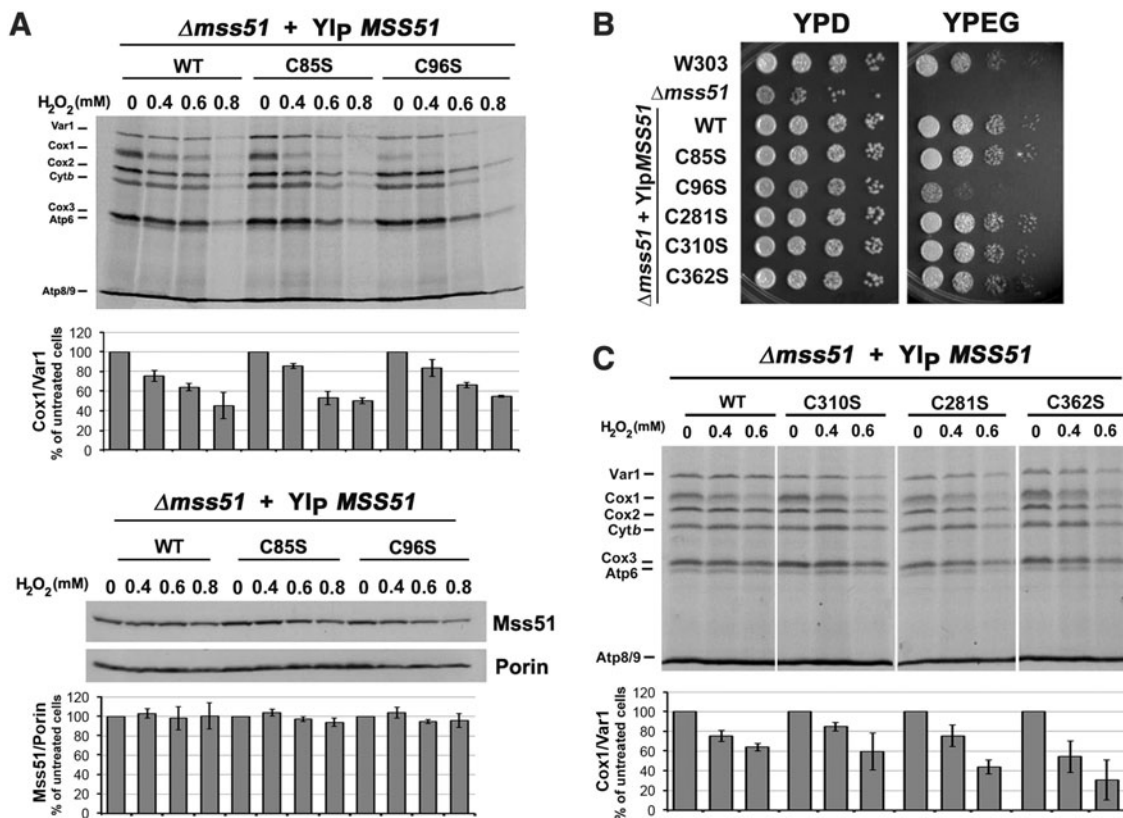 A
Δmss51 + YIp MSS51
WT C85S C96S
H2O2(mM) 0 0.4 0.6 0.8 0 0.4 0.6 0.8 0 0.4 0.6 0.8
Var1
Cox1
Cox2
Cytb
Cox3
Atp6
Atp8/9
Cox1/Var1
% of untreated cells
120
100
80
60
40
20
0
Δmss51 + YIp MSS51
WT C85S C96S
H2O2(mM) 0 0.4 0.6 0.8 0 0.4 0.6 0.8 0 0.4 0.6 0.8
Mss51
Porin
Mss51/Porin
% of untreated cells
120
100
80
60
40
20
0
B
YPD YPEG
W303
Δmss51
WT
C85S
C96S
C281S
C310S
C362S
Δmss51 + YIpMSS51
C
Δmss51 + YIp MSS51
WT C310S C281S C362S
H2O2(mM) 0 0.4 0.6 0 0.4 0.6 0 0.4 0.6 0 0.4 0.6
Var1
Cox1
Cox2
Cytb
Cox3
Atp6
Atp8/9
Cox1/Var1
% of untreated cells
120
100
80
60
40
20
0